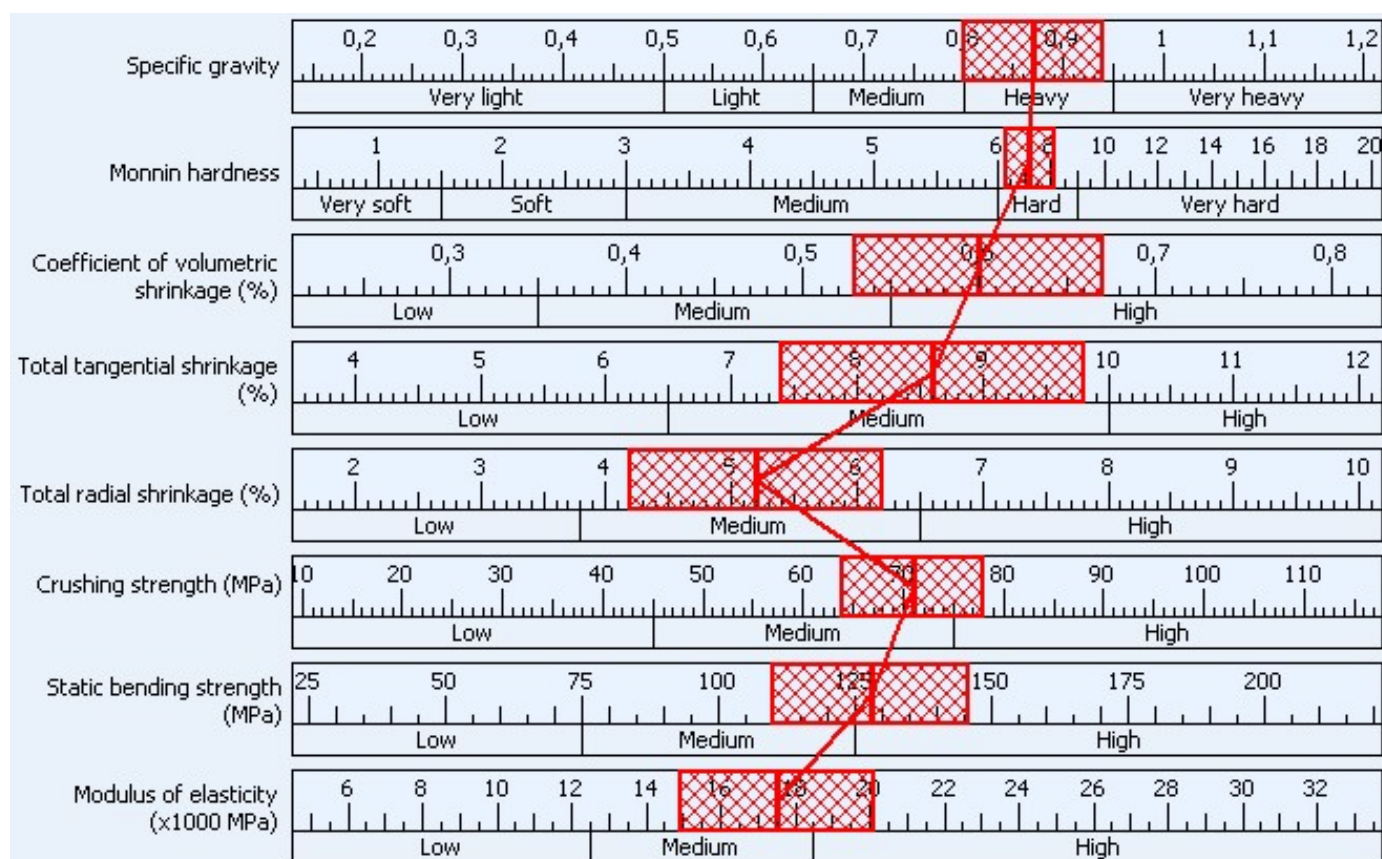 0,2 0,3 0,4 0,5 0,6 0,7 0,8 0,9 1 1,1 1,2
Specific gravity
Very light Light Medium Heavy Very heavy
1 2 3 4 5 6 8 10 12 14 16 18 20
Monnin hardness
Very soft Soft Medium Hard Very hard
0,3 0,4 0,5 0,6 0,7 0,8
Coefficient of volumetric
shrinkage (%)
Low Medium High
4 5 6 7 8 9 10 11 12
Total tangential shrinkage
(%)
Low Medium High
2 3 4 5 6 7 8 9 10
Total radial shrinkage (%)
Low Medium High
10 20 30 40 50 60 70 80 90 100 110
Crushing strength (MPa)
Low Medium High
25 50 75 100 125 150 175 200
Static bending strength
(MPa)
Low Medium High
6 8 10 12 14 16 18 20 22 24 26 28 30 32
Modulus of elasticity
(x1000 MPa)
Low Medium High